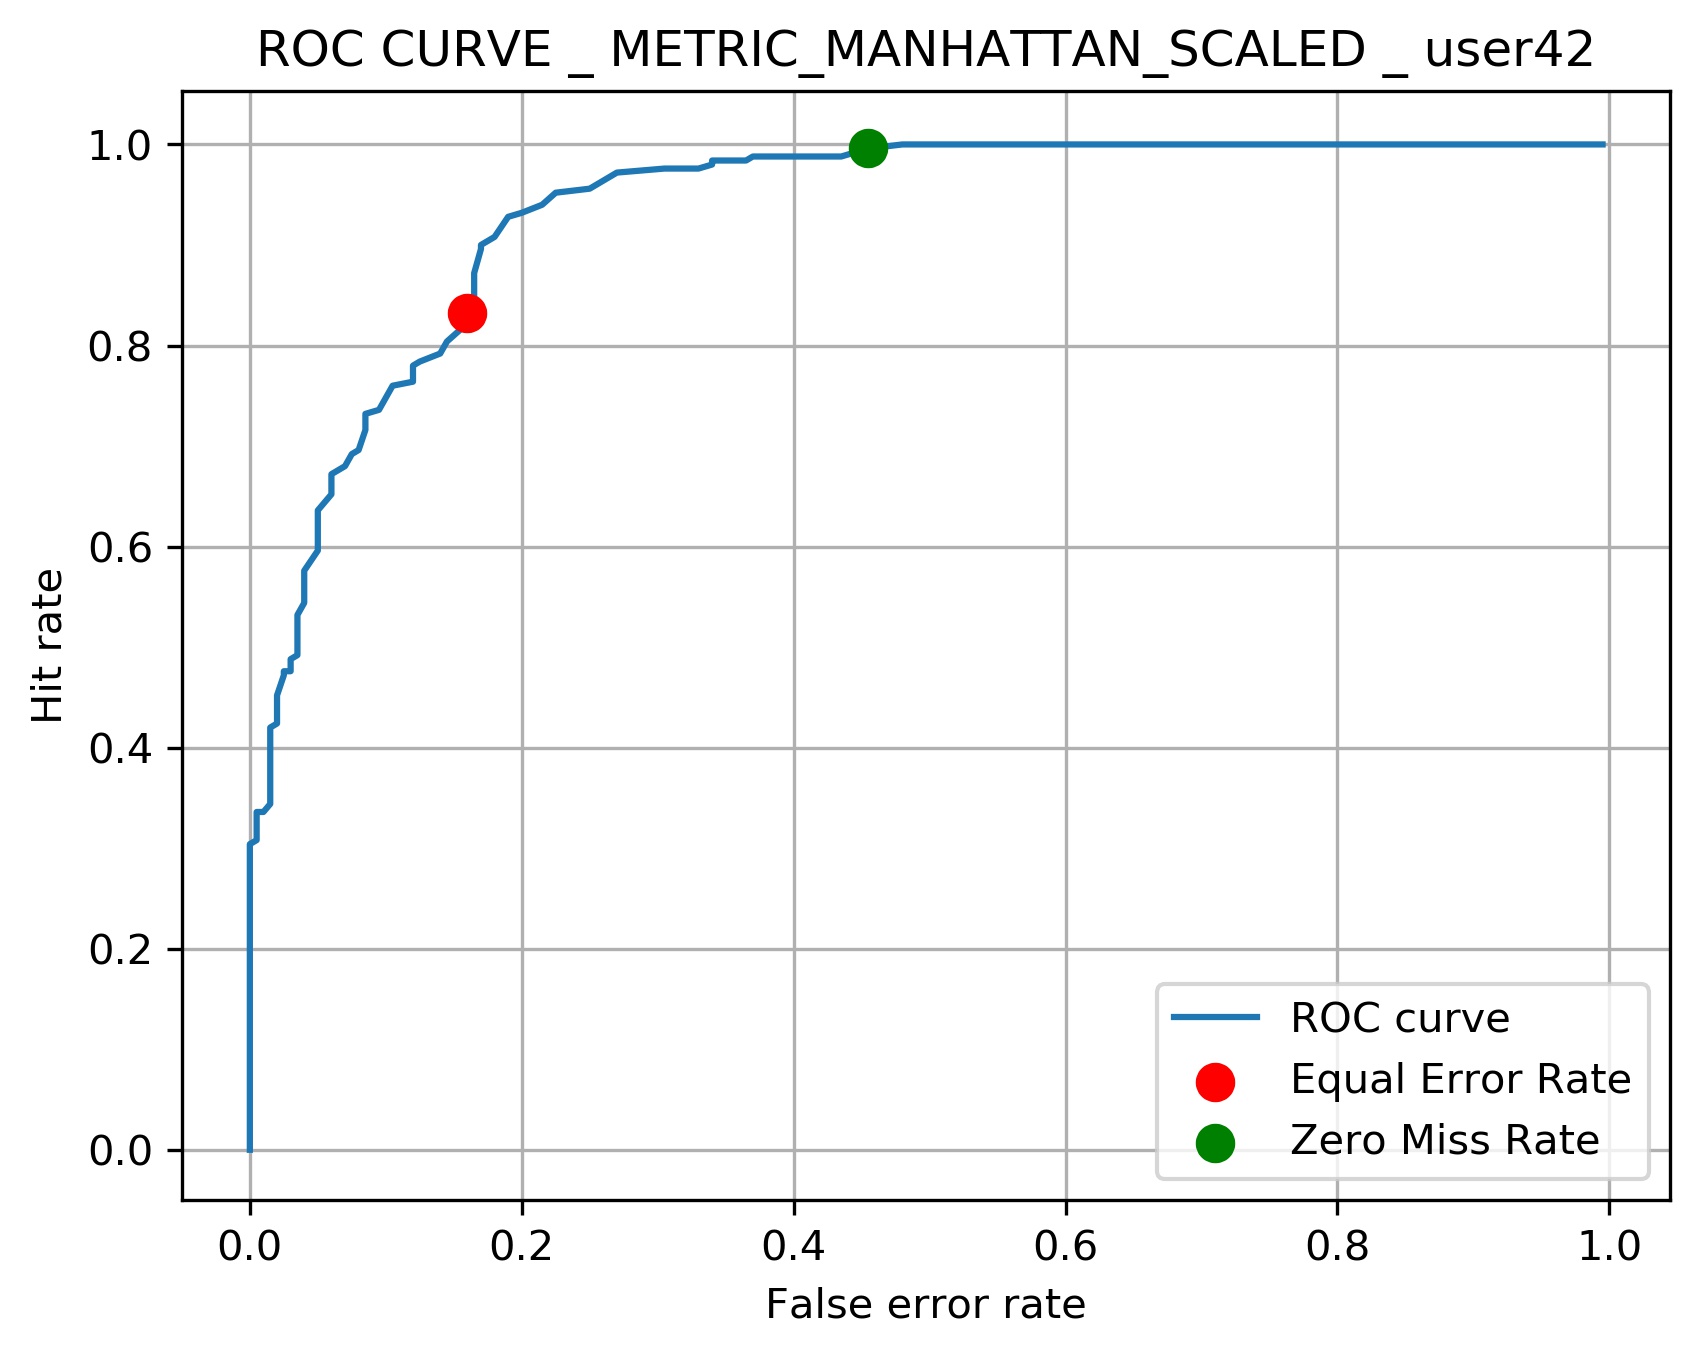 ROC CURVE _ METRIC_MANHATTAN_SCALED _ user42
1.0
0.8
0.6
0.4
0.2
0.0
Hit rate
ROC curve
Equal Error Rate
Zero Miss Rate
0.0 0.2 0.4 0.6 0.8 1.0
False error rate